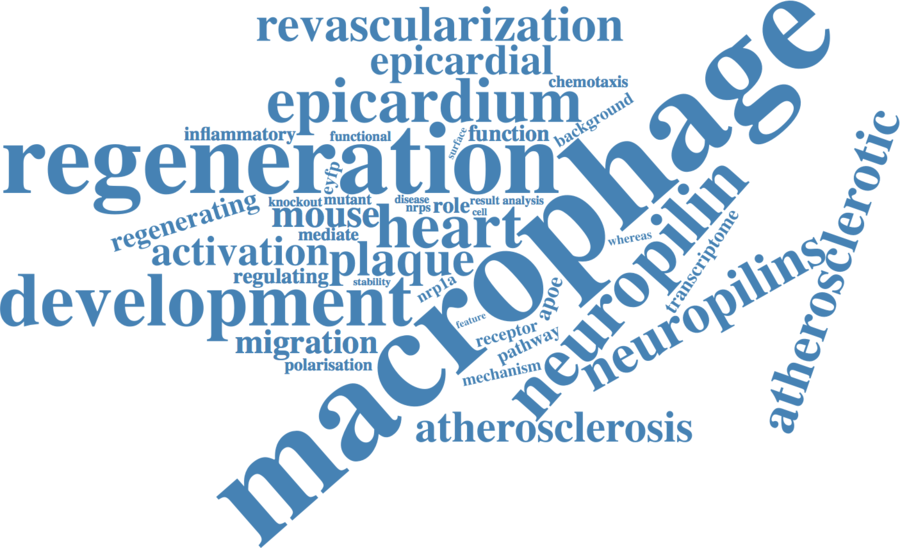 revascularization
epicardial
chemotaxis
epicardium
background
inflammatory
functional
surface
function
macrophage
regeneration
eyfp
knockout
mutant
disease
result
analysis
nrps
role
cell
regenerating
mouse
heart
mediate
whereas
neuropilin
atherosclerotic
activation
plaque
transcriptome
neuropilins
regulating
stability
nrp1a
apoe
development
feature
receptor
migration
pathway
polarisation
mechanism
atherosclerosis